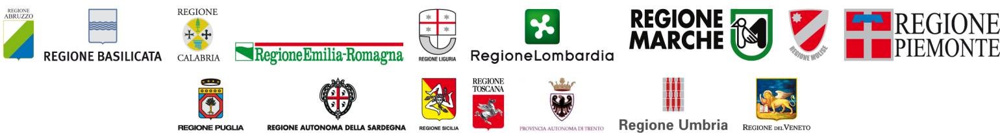 REGIONE
ABRUZZO
REGIONE BASILICATA
REGIONE
CALABRIA
RegioneEmilia-Romagna
REGIONE LIGURIA
RegioneLombardia
REGIONE
MARCHE
REGIONE MOLISE
REGIONE
PIEMONTE
REGIONE PUGLIA
REGIONE AUTONOMA DELLA SARDEGNA
REGIONE SICILIA
REGIONE
TOSCANA
PROVINCIA AUTONOMA DI TRENTO
Regione Umbria
REGIONE DEL VENETO